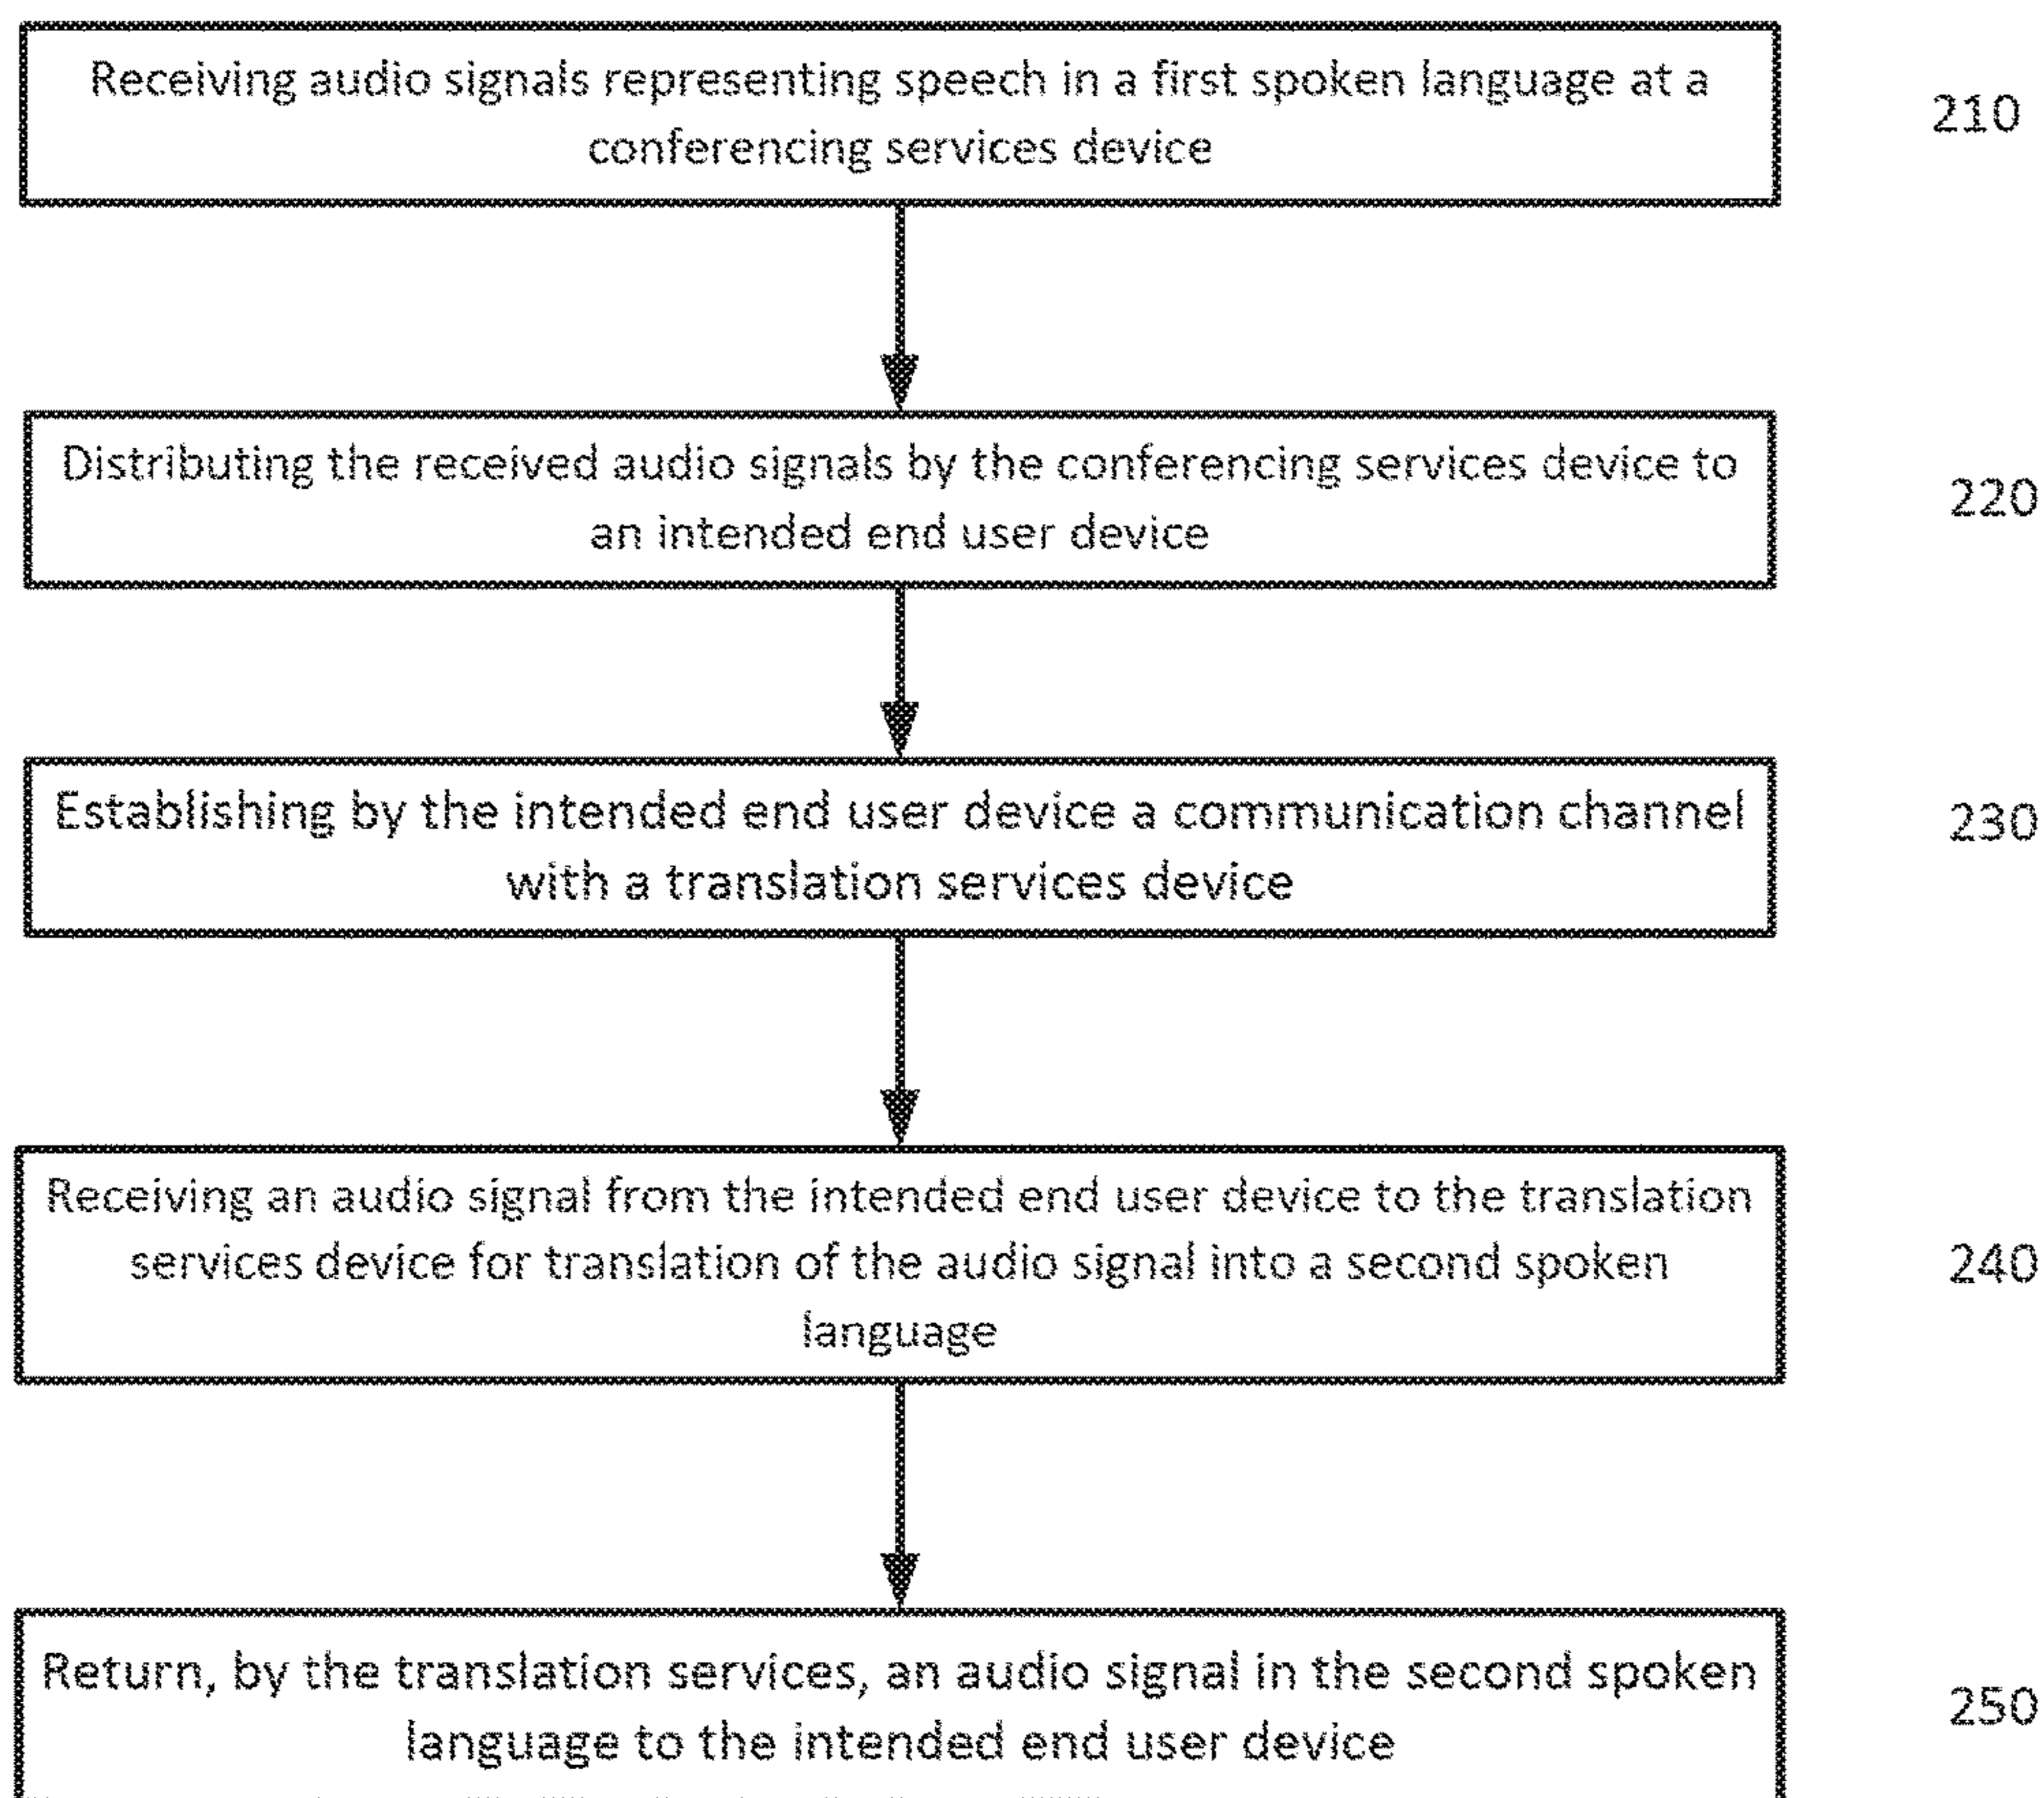 Receiving audio signals representing speech in a first spoken language at a
conferencing services device
210
Distributing the received audio signals by the conferencing services device to
an intended end user device
220
Establishing by the intended end user device a communication channel
with a translation services device
230
Receiving an audio signal from the intended end user device to the translation
services device for translation of the audio signal into a second spoken
language
240
Return, by the translation services, an audio signal in the second spoken
language to the intended end user device
250